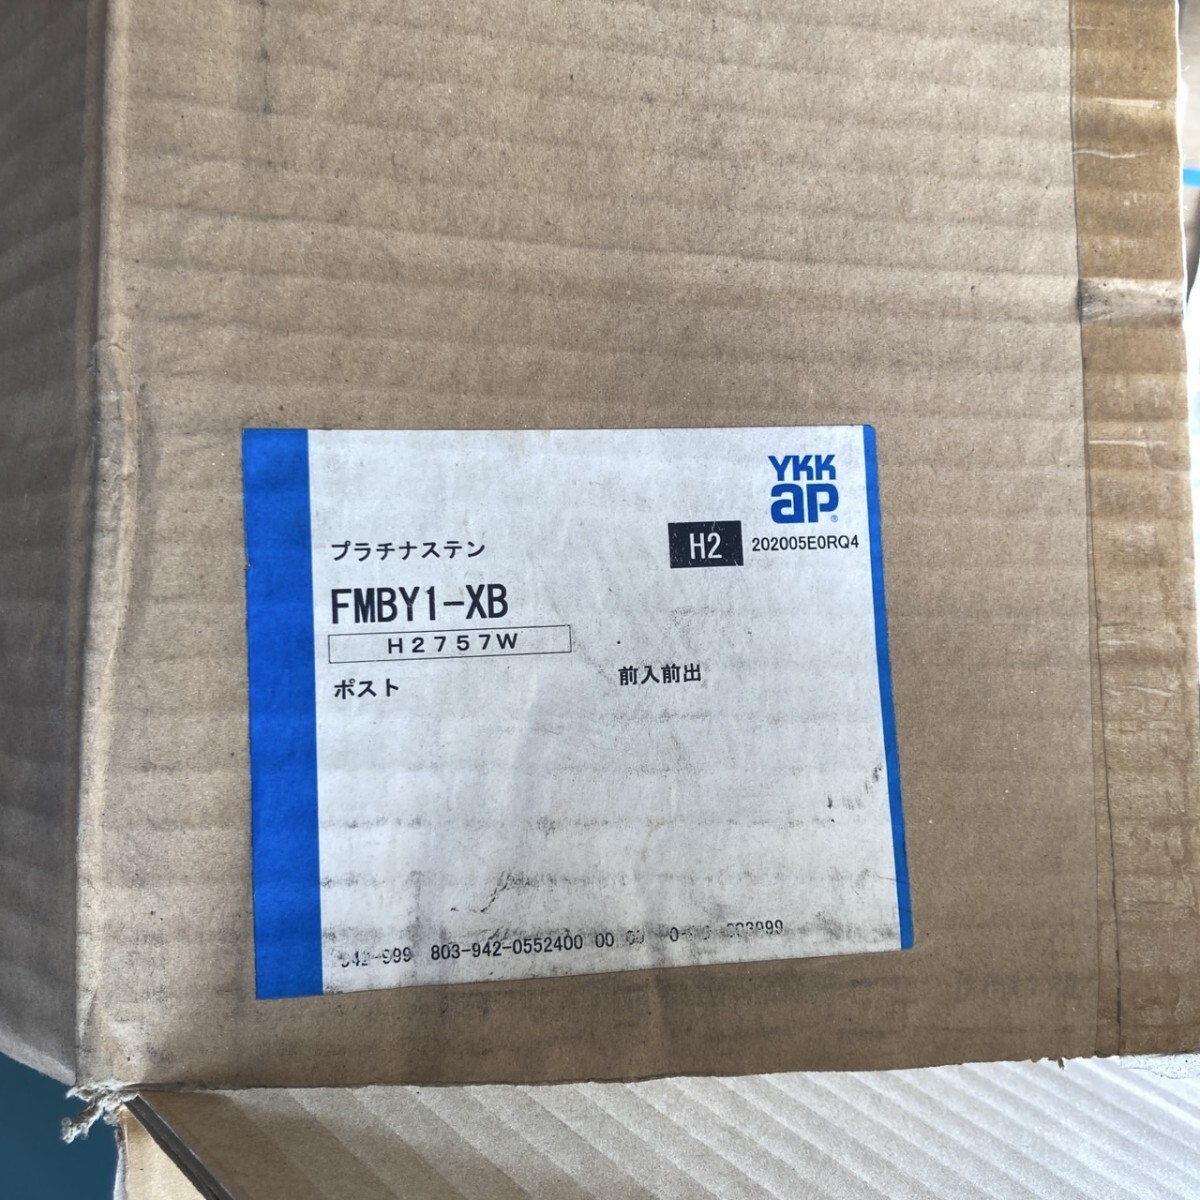 YKK
ap®
プラチナステン
H2 202005E0RQ4
FMBY1-XB
H2757W
ポスト
前入前出
803-942-0552400 00